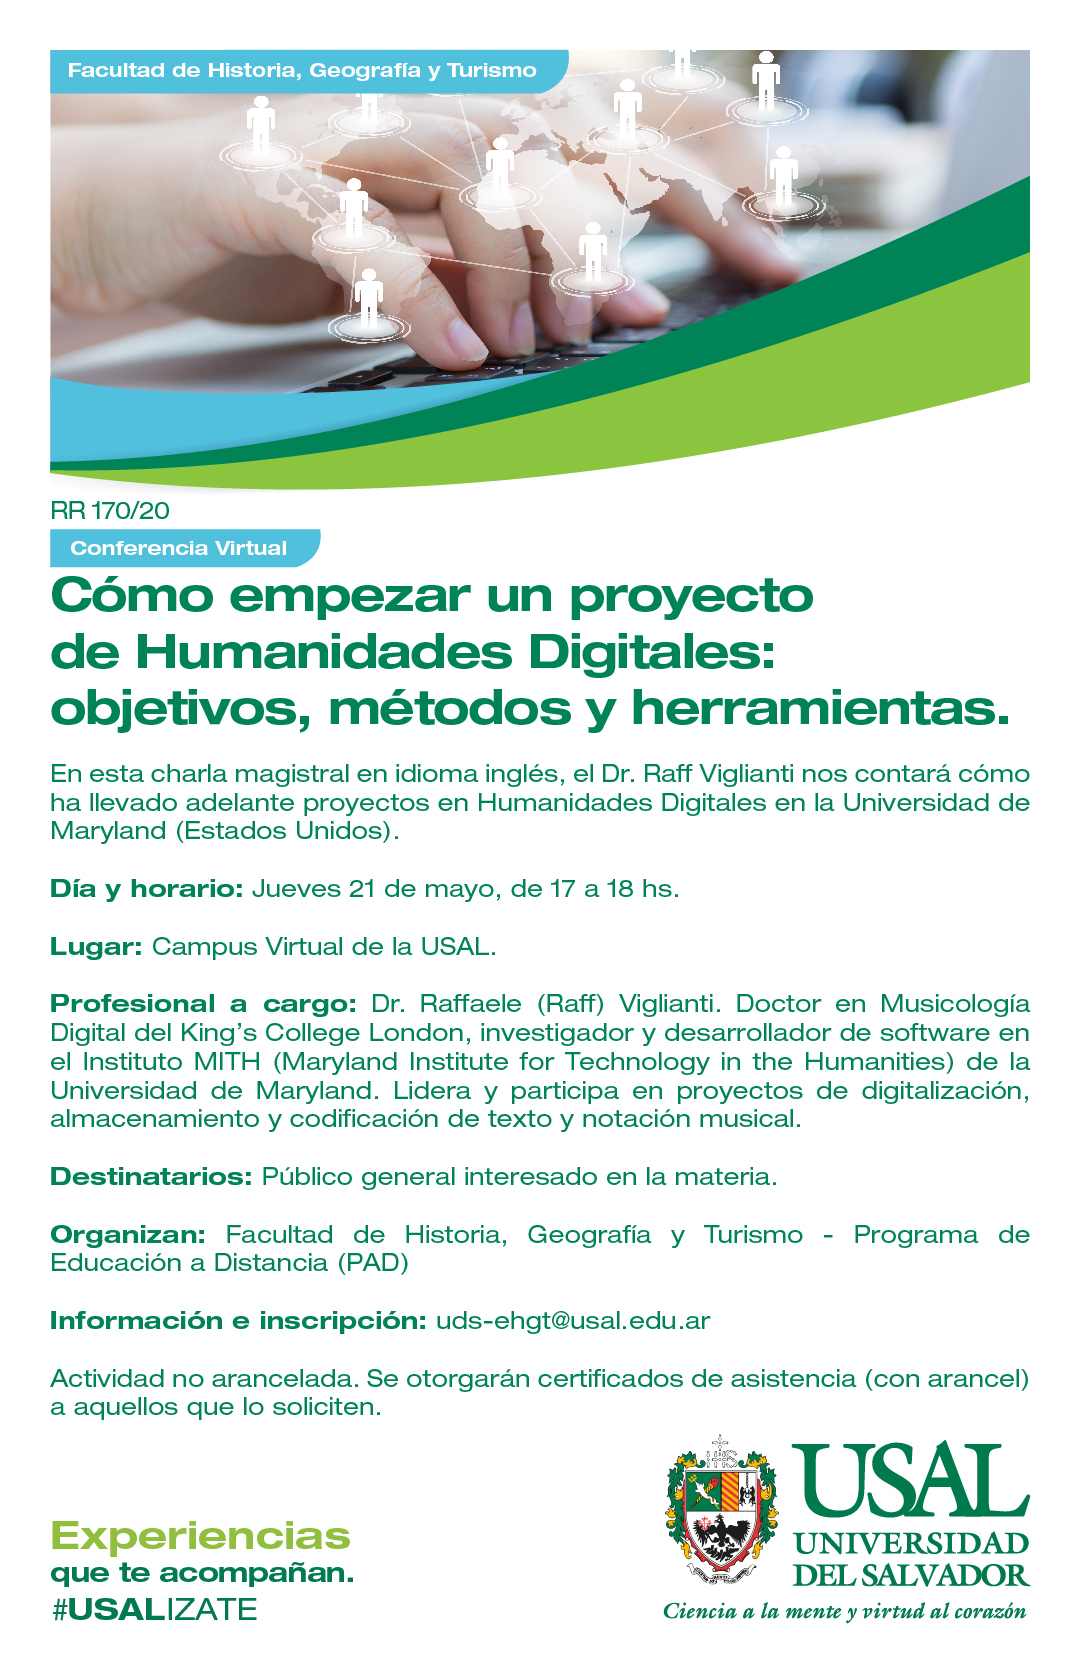 Facultad de Historia, Geografía y Turismo
RR 170/20
Conferencia Virtual
Cómo empezar un proyecto
de Humanidades Digitales:
objetivos, métodos y herramientas.
En esta charla magistral en idioma inglés, el Dr. Raff Viglianti nos contará cómo
ha llevado adelante proyectos en Humanidades Digitales en la Universidad de
Maryland (Estados Unidos).
Día y horario: Jueves 21 de mayo, de 17 a 18 hs.
Lugar: Campus Virtual de la USAL.
Profesional a cargo: Dr. Raffaele (Raff) Viglianti. Doctor en Musicología
Digital del King’s College London, investigador y desarrollador de software en
el Instituto MITH (Maryland Institute for Technology in the Humanities) de la
Universidad de Maryland. Lidera y participa en proyectos de digitalización,
almacenamiento y codificación de texto y notación musical.
Destinatarios: Público general interesado en la materia.
Organizan: Facultad de Historia, Geografía y Turismo - Programa de
Educación a Distancia (PAD)
Información e inscripción: uds-ehgt@usal.edu.ar
Actividad no arancelada. Se otorgarán certificados de asistencia (con arancel)
a aquellos que lo soliciten.
Experiencias
que te acompañan.
#USALIZATE
IHS
USAL
UNIVERSIDAD
DEL SALVADOR
Ciencia a la mente y virtud al corazón